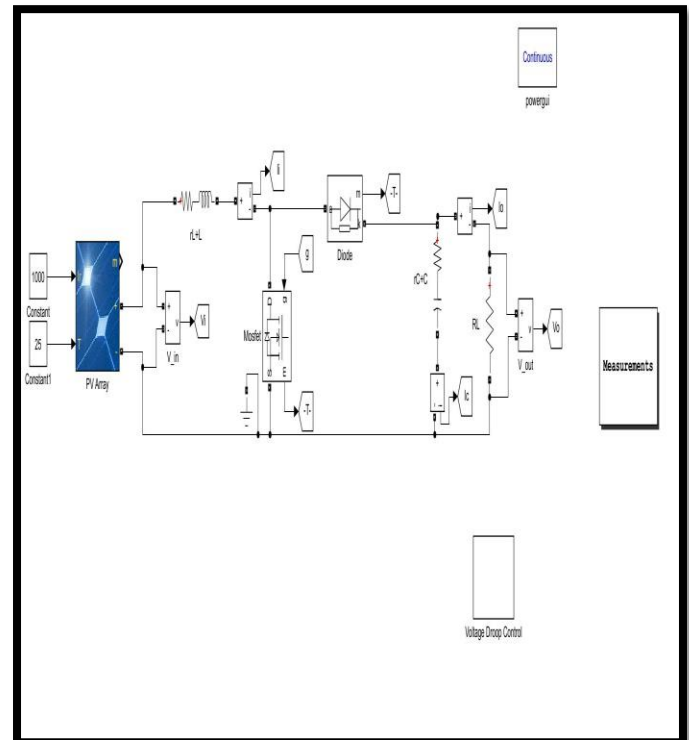 Continuous
powergui
Ii
-T-
Io
rL+L
m
a
k
i
+
-
Diode
g
rC+C
1000
Constant
25
Constant1
m
+
-
T
PV Array
+
-
v
Vi
V_in
Mosfet
D
g
S
m
-T-
RL
+
-
v
Vo
V_out
Ic
Measurements
Voltage Droop Control